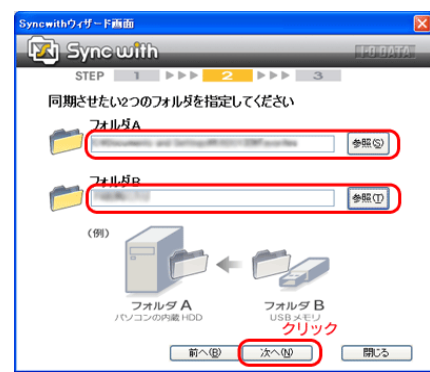 Syncwithウィザード画面
Sync with
I-O DATA
STEP 1 ▶▶▶ 2 ▶▶▶ 3
同期させたい2つのフォルダを指定してください
フォルダA
参照(S)
フォルダB
参照(T)
(例)
フォルダ A
パソコンの内蔵 HDD
フォルダ B
USB メモリ
クリック
前へ(B)
次へ(N)
閉じる